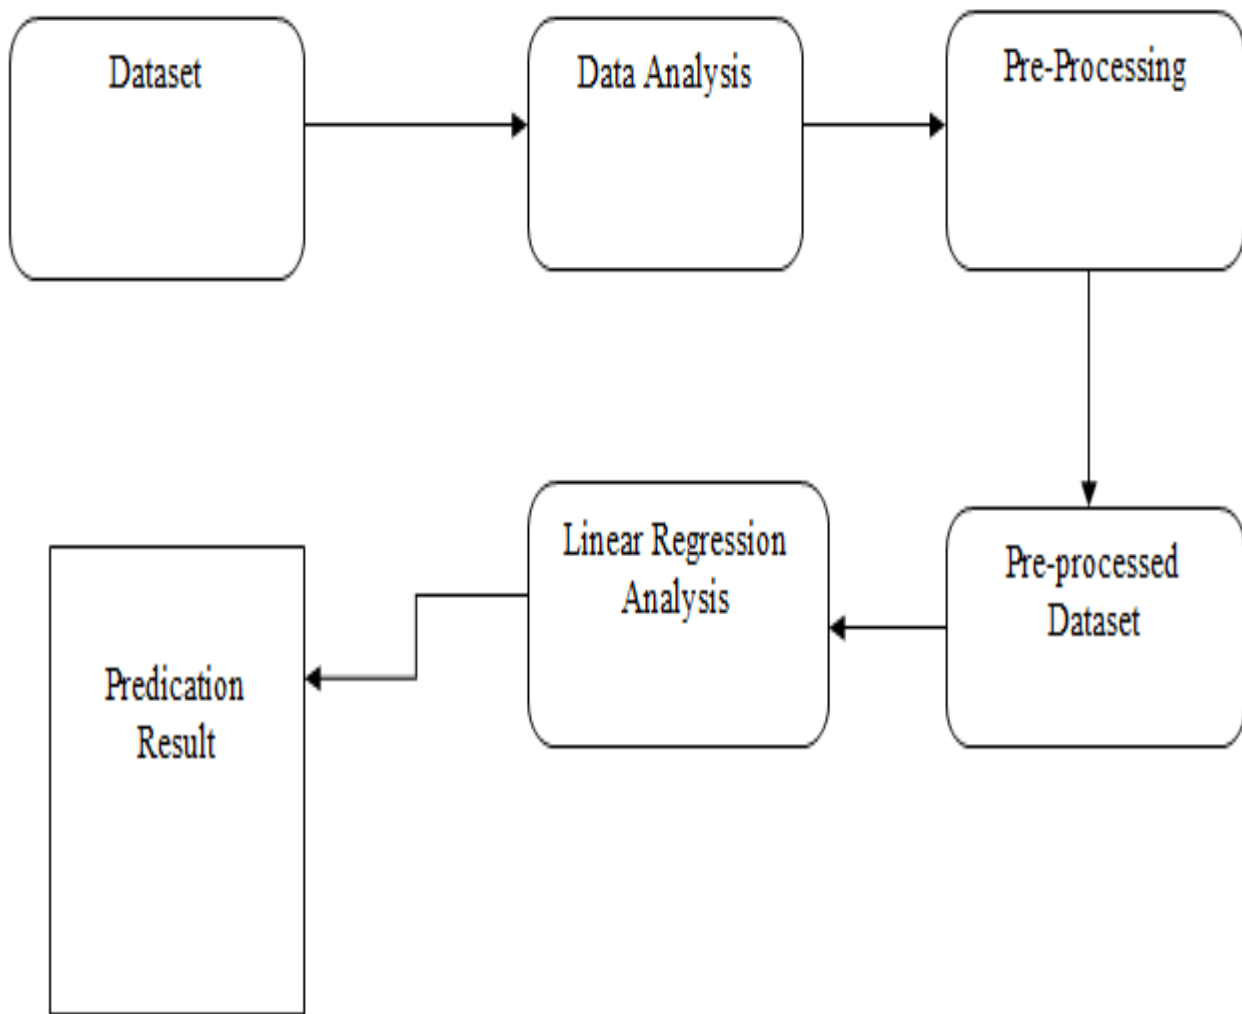 Dataset
Data Analysis
Pre-Processing
Linear Regression
Analysis
Pre-processed
Dataset
Predication
Result